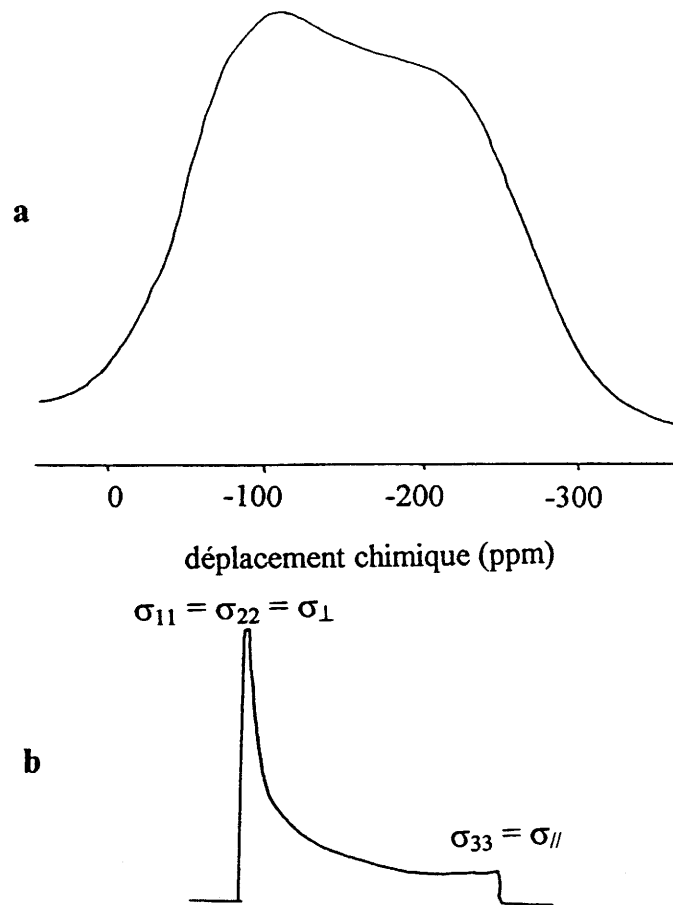 a
0 -100 -200 -300
déplacement chimique (ppm)
σ11 = σ22 = σ⊥
b
σ33 = σ//